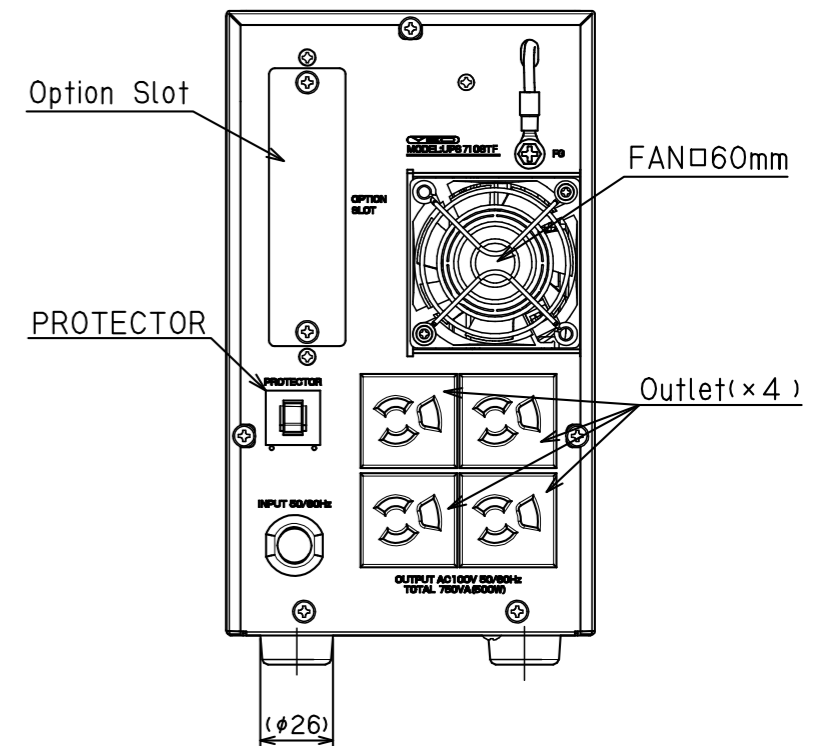 Option Slot
MODEL:UPS710STF
FG
FAN□60mm
OPTION
SLOT
PROTECTOR
PROTECTOR
Outlet(×4)
INPUT 50/60Hz
OUTPUT AC100V 50/60Hz
TOTAL 750VA(500W)
(φ26)